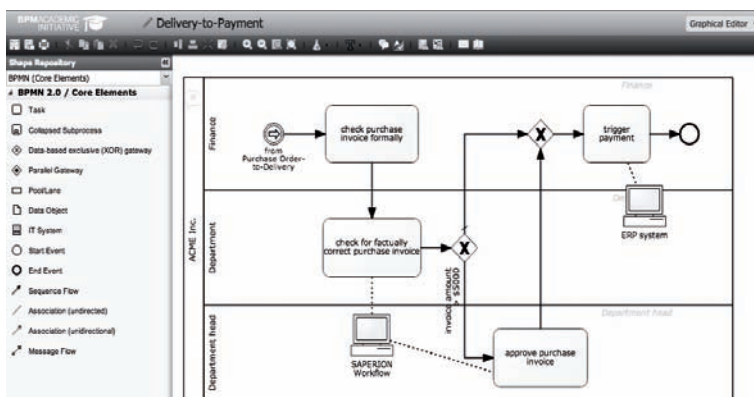 BPMACADEMIC
INITIATIVE
Delivery-to-Payment
Graphical Editor
Shape Repository
BPMN (Core Elements)
BPMN 2.0 / Core Elements
Task
Collapsed Subprocess
Data-based exclusive (XOR) gateway
Parallel Gateway
Pool/Lane
Data Object
IT System
Start Event
End Event
Sequence Flow
Association (undirected)
Association (unidirectional)
Message Flow
ACME Inc.
Finance
Finance
from
Purchase Order-
to-Delivery
check purchase
invoice formally
X
trigger
payment
Department
check for factually
correct purchase invoice
X
invoice amount
> $5000
De
ERP system
Department head
Department head
SAPERION
Workflow
approve purchase
invoice